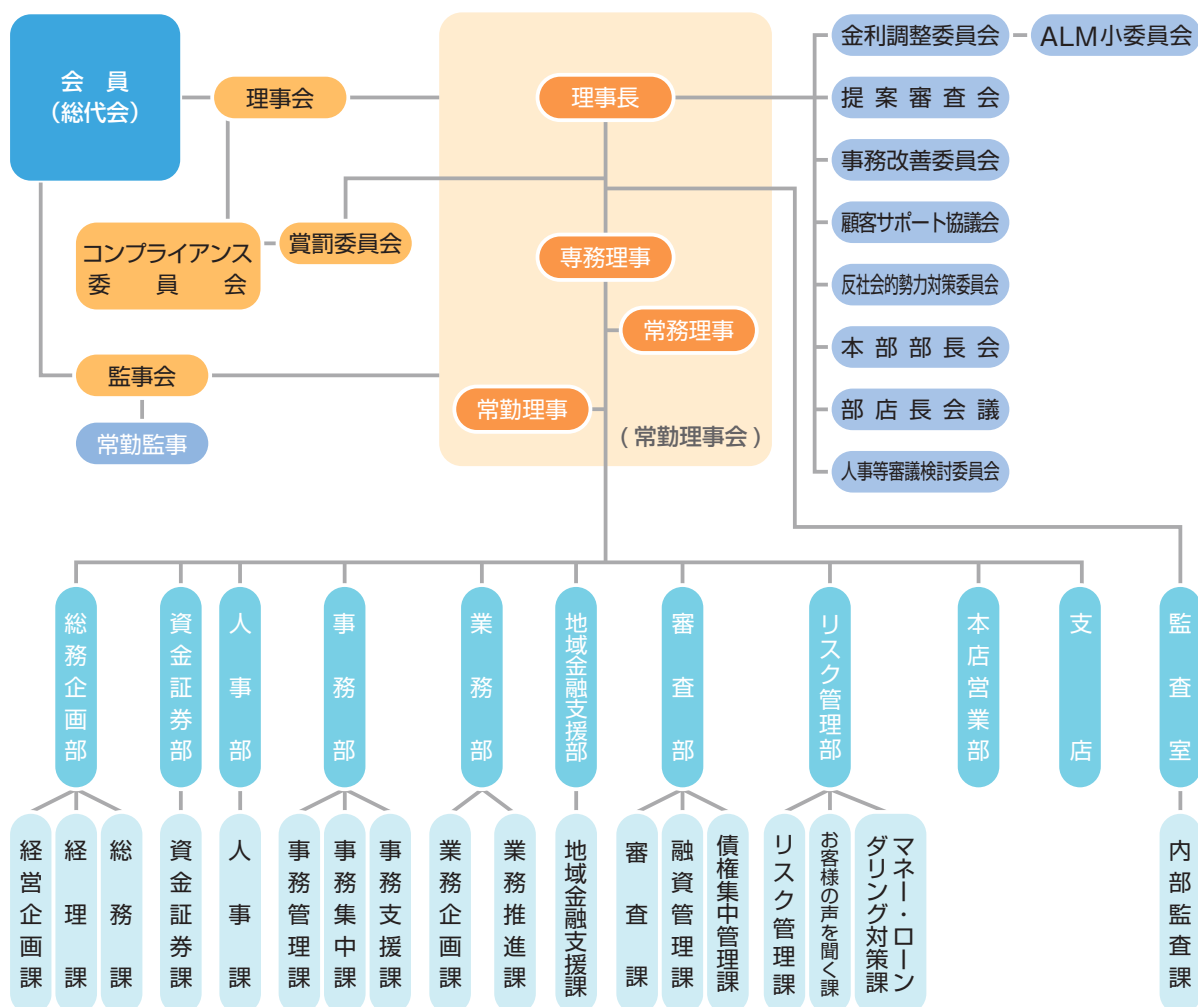 会員
（総代会）
理事会
コンプライアンス
委員会
賞罰委員会
監事会
常勤監事
理事長
専務理事
常務理事
常勤理事
（常勤理事会）
金利調整委員会
ALM小委員会
提案審査会
事務改善委員会
顧客サポート協議会
反社会的勢力対策委員会
本部部長会
部店長会議
人事等審議検討委員会
総務企画部
資金証券部
人事部
事務部
業務部
地域金融支援部
審査部
リスク管理部
本店営業部
支店
監査室
経営企画課
経理課
総務課
資金証券課
人事課
事務管理課
事務集中課
事務支援課
業務企画課
業務推進課
地域金融支援課
審査課
融資管理課
債権集中管理課
リスク管理課
お客様の声を聞く課
マネー・ローン
ダリング対策課
内部監査課